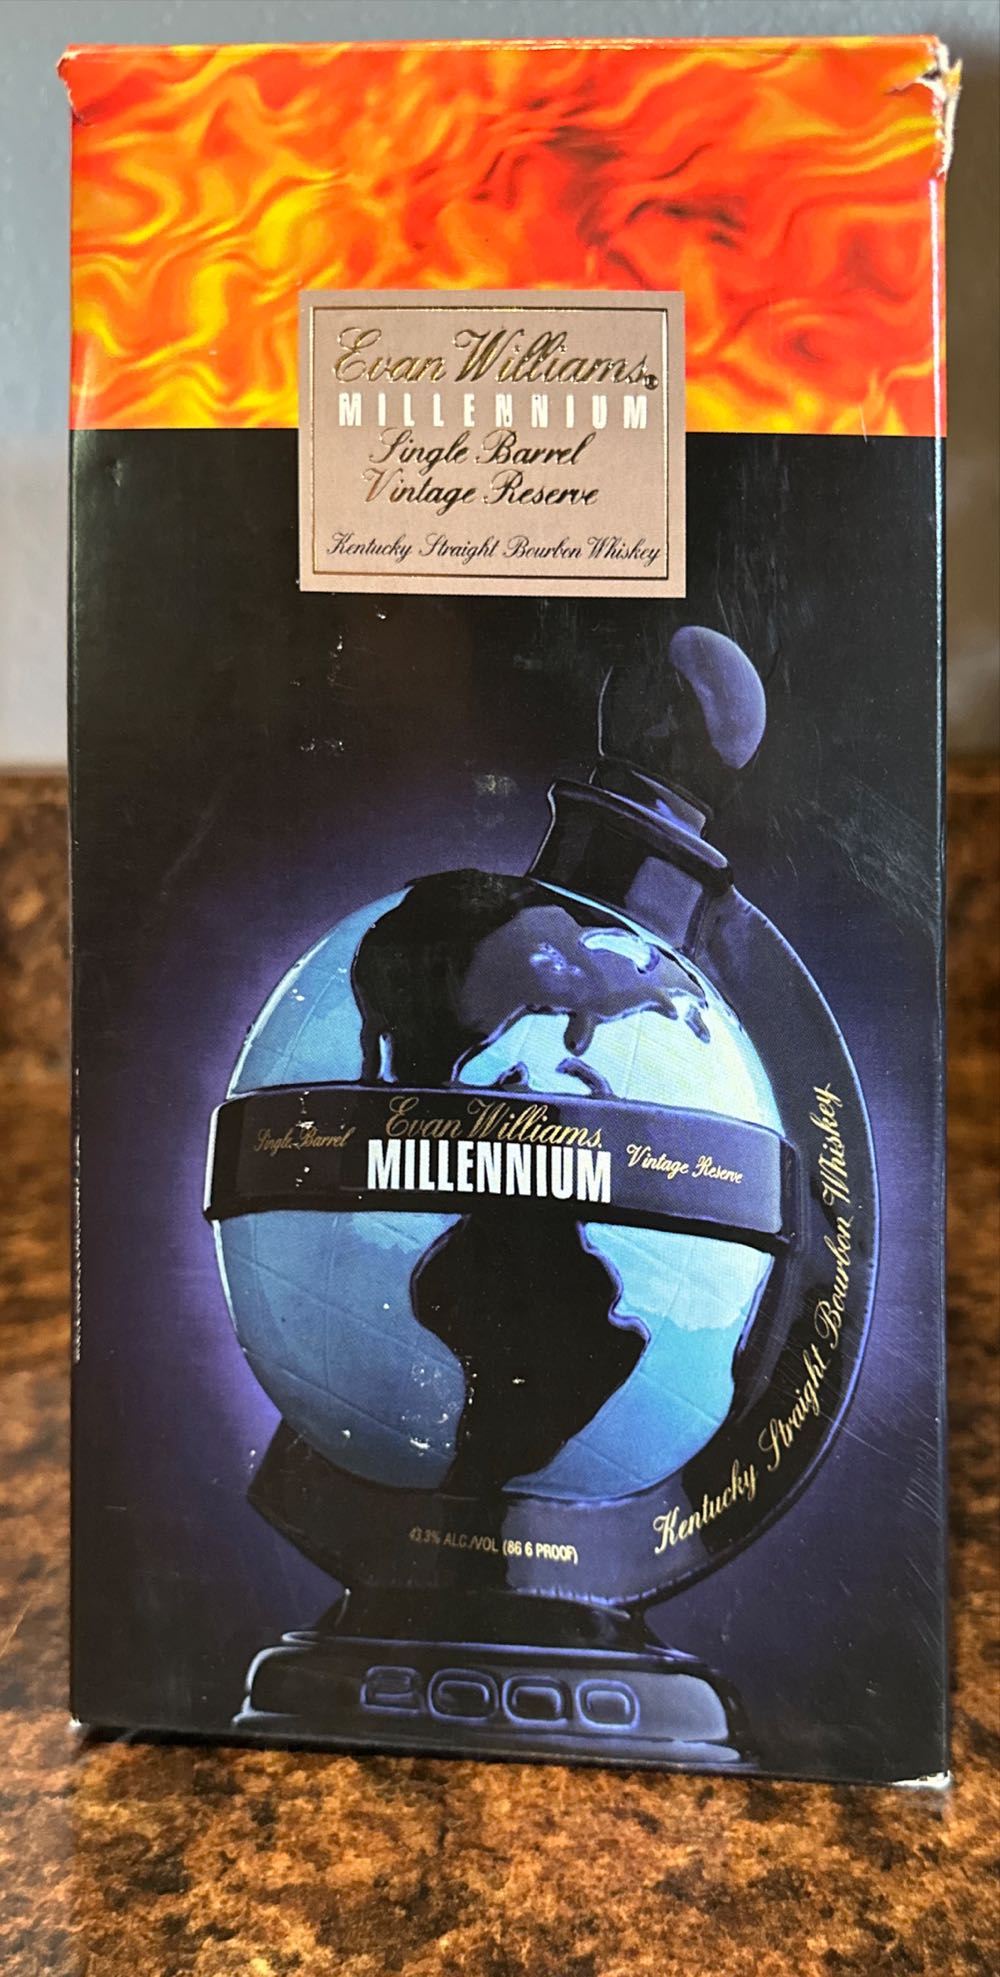 Evan Williams®
MILLENNIUM
Single Barrel
Vintage Reserve
Kentucky Straight Bourbon Whiskey
Single Barrel
Evan Williams.
MILLENNIUM
Vintage Reserve
Kentucky Straight Bourbon Whiskey
43.3% ALC./VOL (86 6 PROOF)
2000